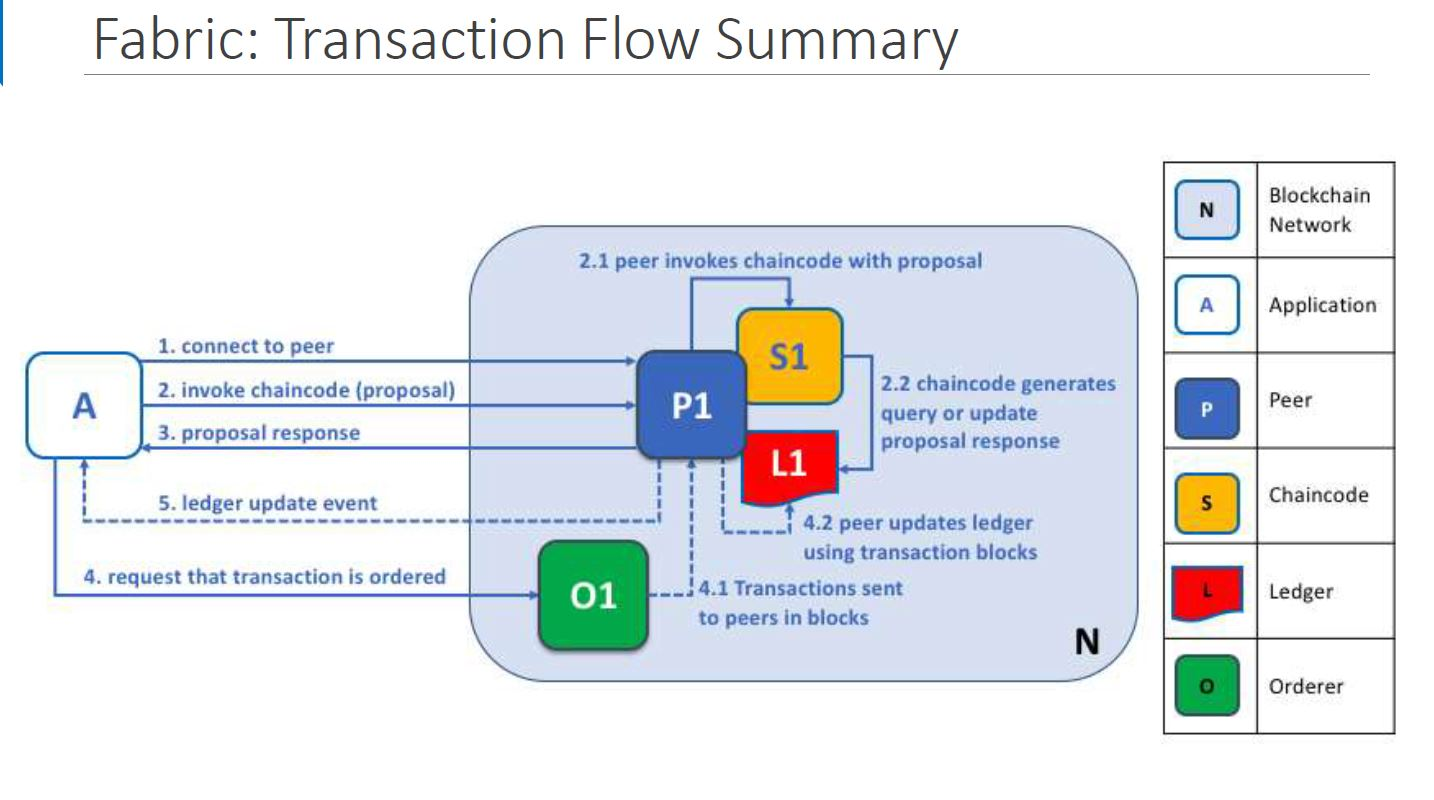 Fabric: Transaction Flow Summary
2.1 peer invokes chaincode with proposal
1. connect to peer
2. invoke chaincode (proposal)
3. proposal response
5. ledger update event
4. request that transaction is ordered
A
P1
S1
L1
O1
2.2 chaincode generates
query or update
proposal response
4.2 peer updates ledger
using transaction blocks
4.1 Transactions sent
to peers in blocks
N
N
Blockchain
Network
A
Application
P
Peer
S
Chaincode
L
Ledger
O
Orderer